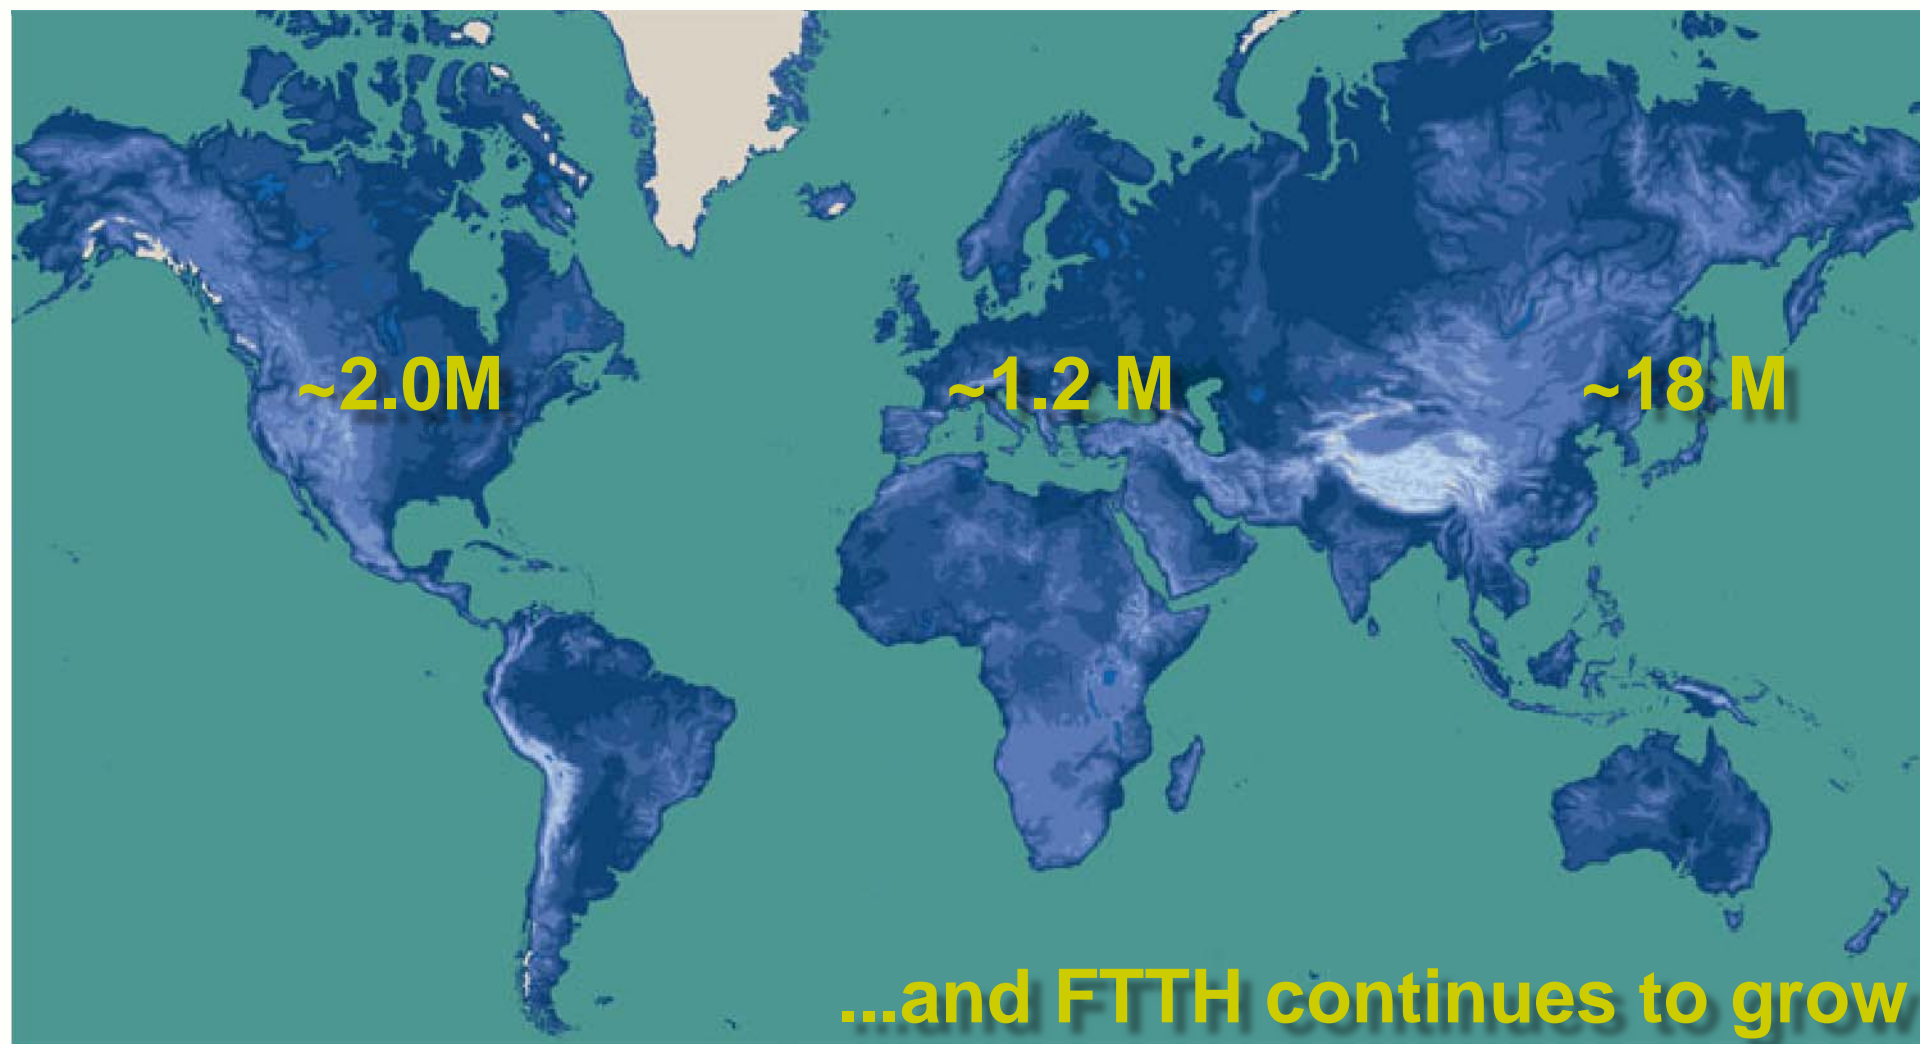 ~2.0M
~1.2 M
~18 M
...and FTTH continues to grow